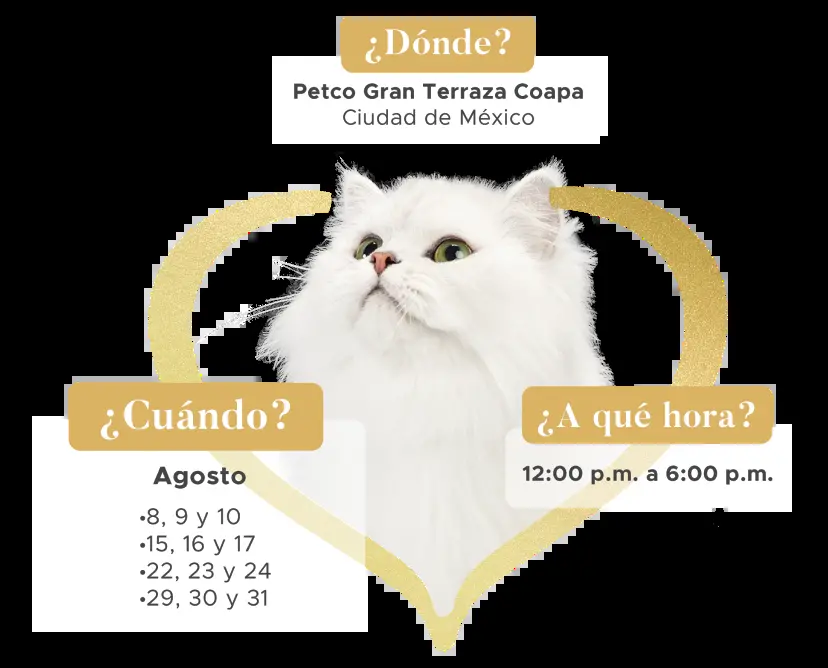 ¿Dónde?
Petco Gran Terraza Coapa
Ciudad de México
¿Cuándo?
Agosto
•8, 9 y 10
•15, 16 y 17
•22, 23 y 24
•29, 30 y 31
¿A qué hora?
12:00 p.m. a 6:00 p.m.